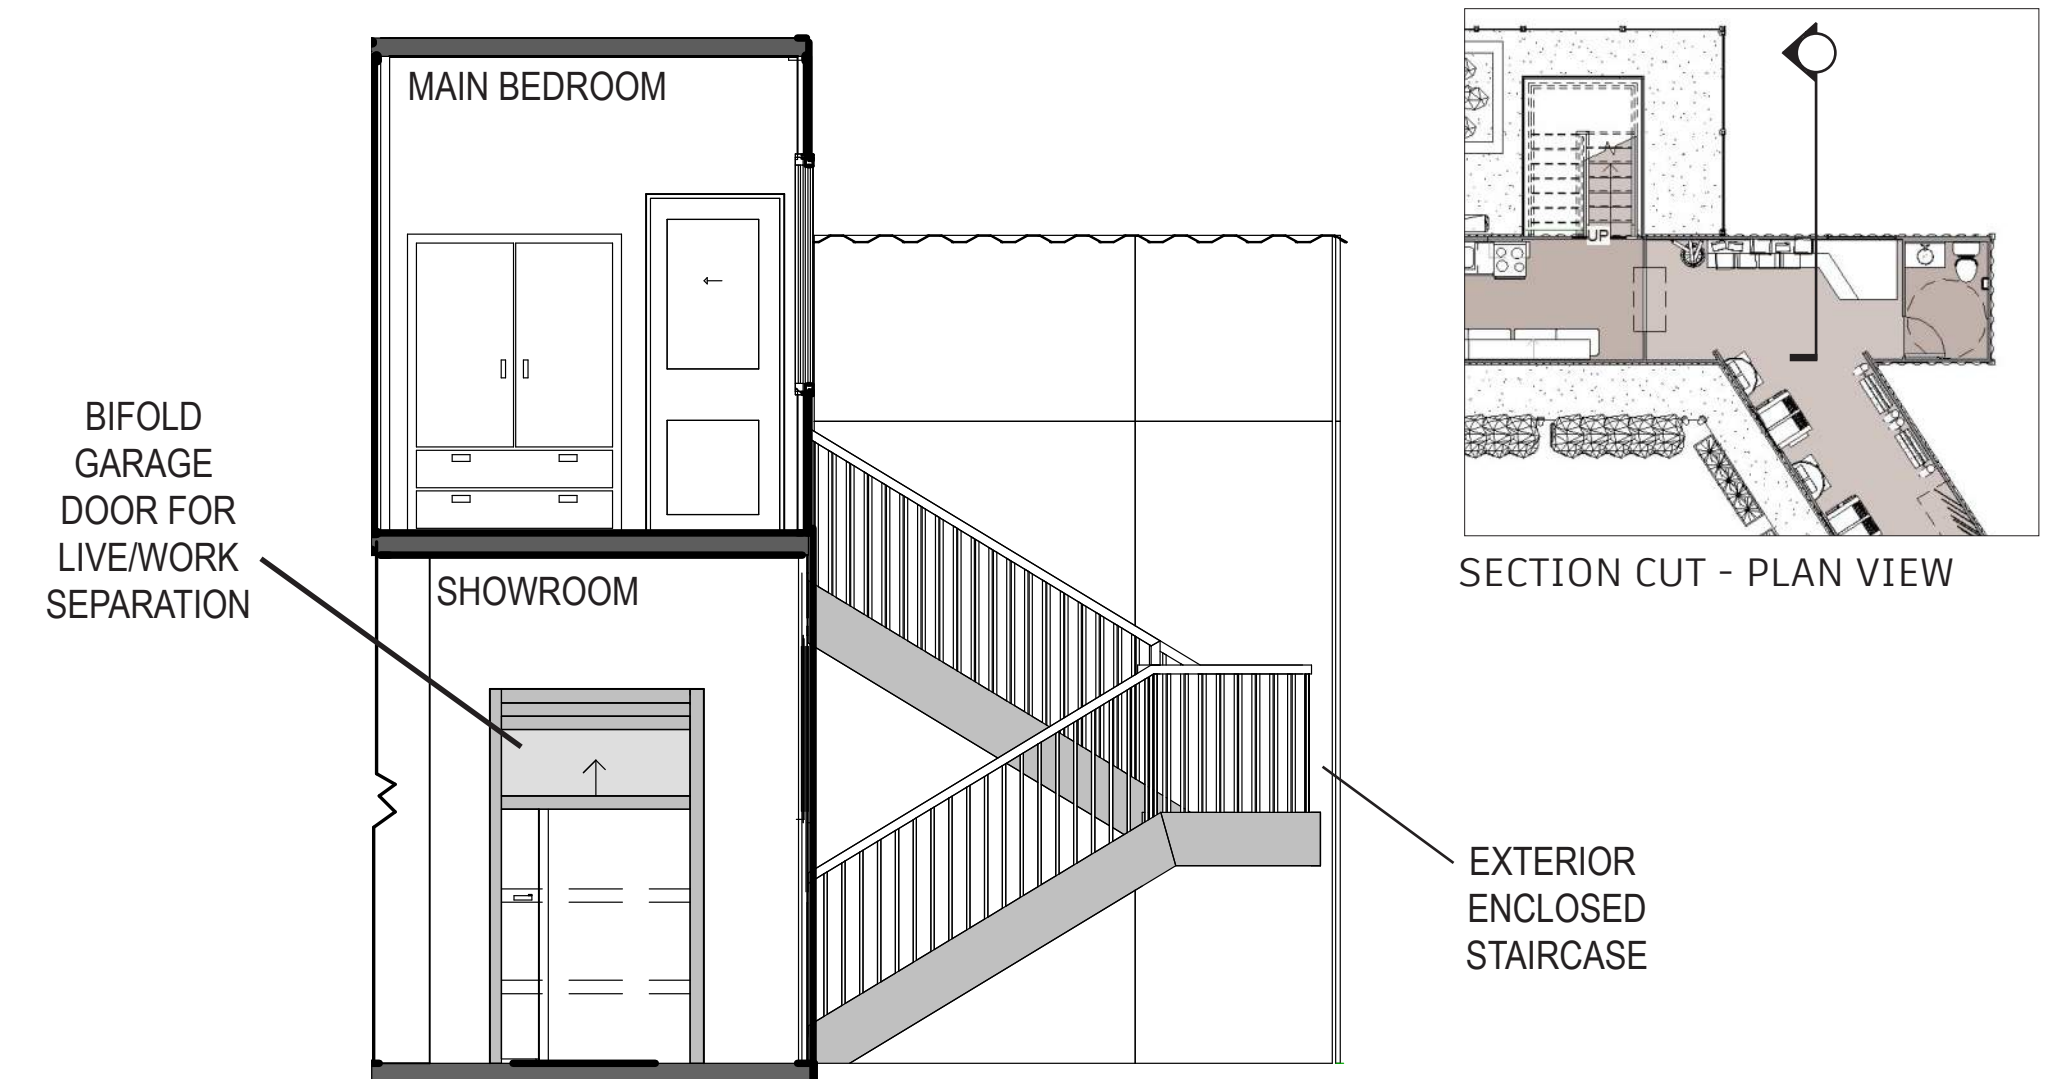 MAIN BEDROOM
BIFOLD
GARAGE
DOOR FOR
LIVE/WORK
SEPARATION
SHOWROOM
EXTERIOR
ENCLOSED
STAIRCASE
UP
SECTION CUT - PLAN VIEW